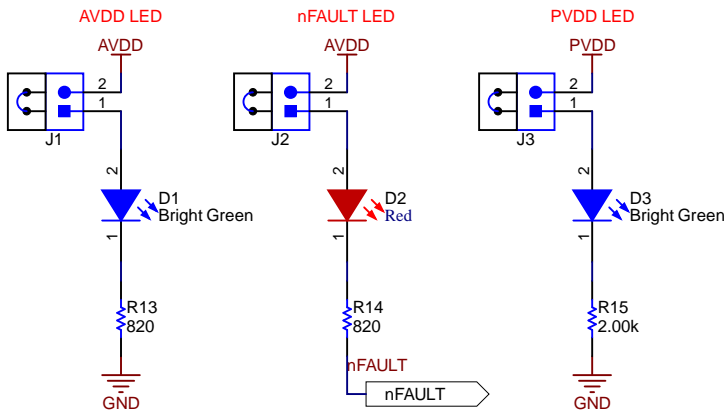 AVDD LED
AVDD
2
1
J1
2
D1
Bright Green
1
R13
820
GND
nFAULT LED
AVDD
2
1
J2
2
D2
Red
1
R14
820
nFAULT
nFAULT
PVDD LED
PVDD
2
1
J3
2
D3
Bright Green
1
R15
2.00k
GND